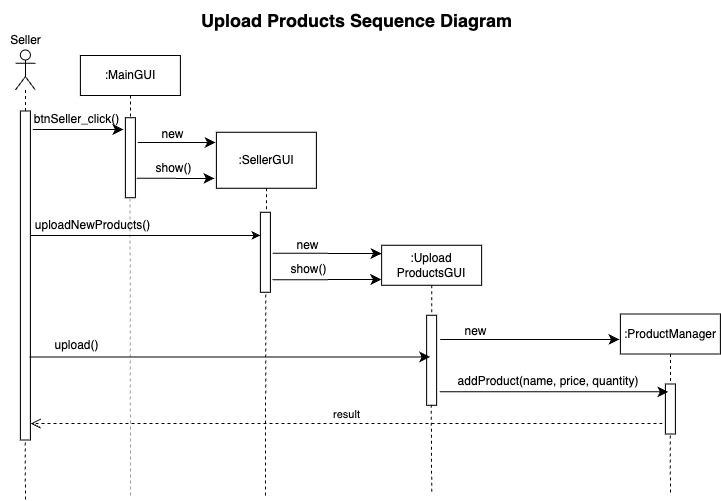 Upload Products Sequence Diagram
Seller
:MainGUI
btnSeller_click()
new
:SellerGUI
show()
uploadNewProducts()
new
:Upload
ProductsGUI
show()
new
:ProductManager
upload()
addProduct(name, price, quantity)
result